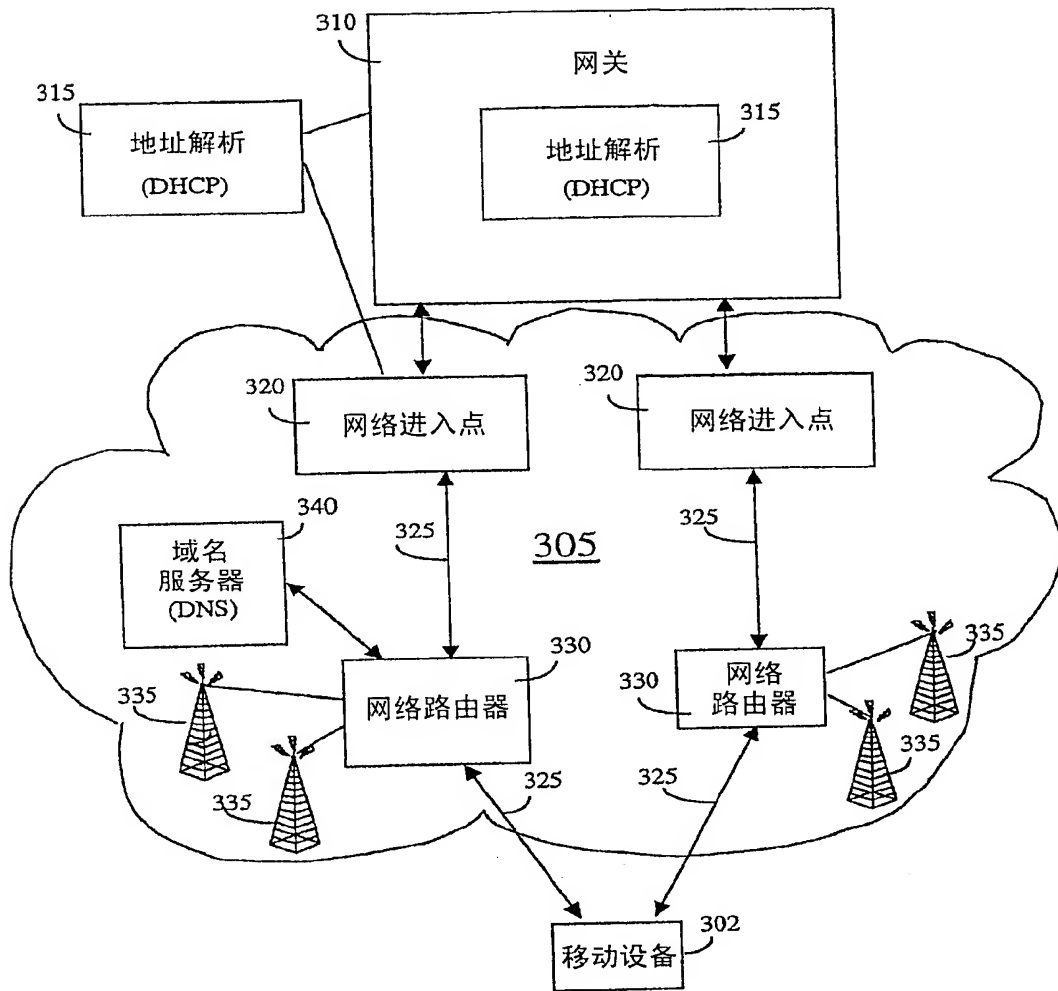 310
网关
315
地址解析
(DHCP)
315
地址解析
(DHCP)
320
网络进入点
320
网络进入点
340
域名
服务器
(DNS)
325
305
325
335
330
网络路由器
330
网络
路由器
335
335
335
325
325
移动设备
302